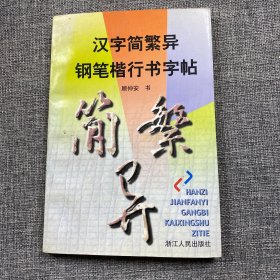 汉字简繁异
钢笔楷行书字帖
顾仲安 书
简 繁
异
HANZI
JIANFANYI
GANGBI
KAIXINGSHU
ZITIE
浙江人民出版社